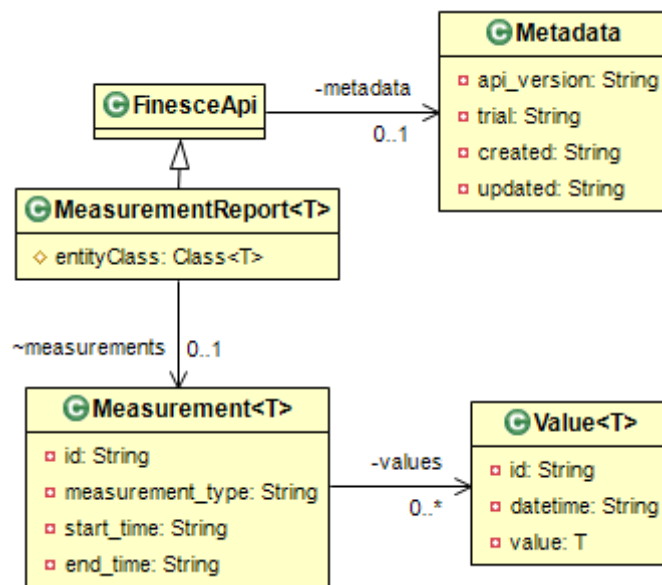 Metadata
api_version: String
trial: String
created: String
updated: String
-metadata
0..1
FinesceApi
MeasurementReport<T>
entityClass: Class<T>
~measurements 0..1
Measurement<T>
id: String
measurement_type: String
start_time: String
end_time: String
-values
0..*
Value<T>
id: String
datetime: String
value: T